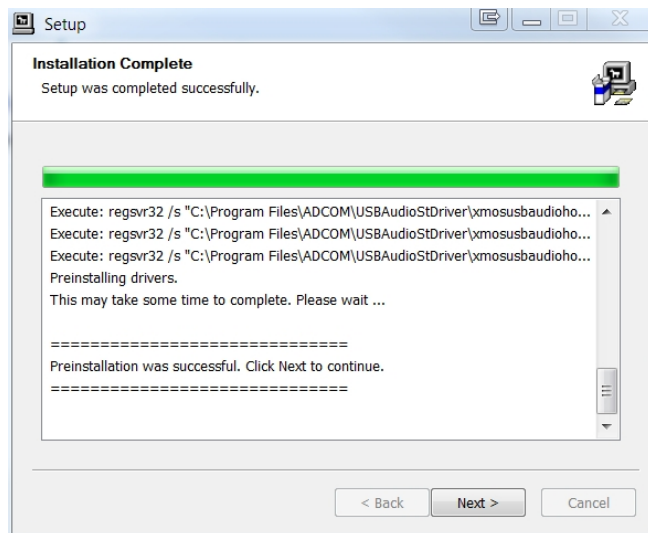 Setup
Installation Complete
Setup was completed successfully.
Execute: regsvr32 /s "C:\Program Files\ADCOM\USBAudioStDriver\xmosusbaudioho...
Execute: regsvr32 /s "C:\Program Files\ADCOM\USBAudioStDriver\xmosusbaudioho...
Execute: regsvr32 /s "C:\Program Files\ADCOM\USBAudioStDriver\xmosusbaudioho...
Preinstalling drivers.
This may take some time to complete. Please wait ...
==============================
Preinstallation was successful. Click Next to continue.
==============================
< Back Next > Cancel